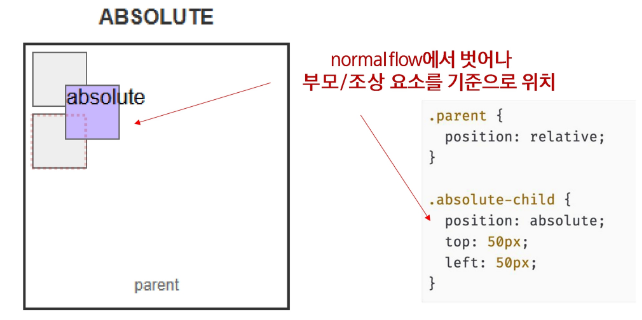 ABSOLUTE
absolute
parent
normal flow에서 벗어나
부모/조상 요소를 기준으로 위치
.parent {
  position: relative;
}
.absolute-child {
  position: absolute;
  top: 50px;
  left: 50px;
}